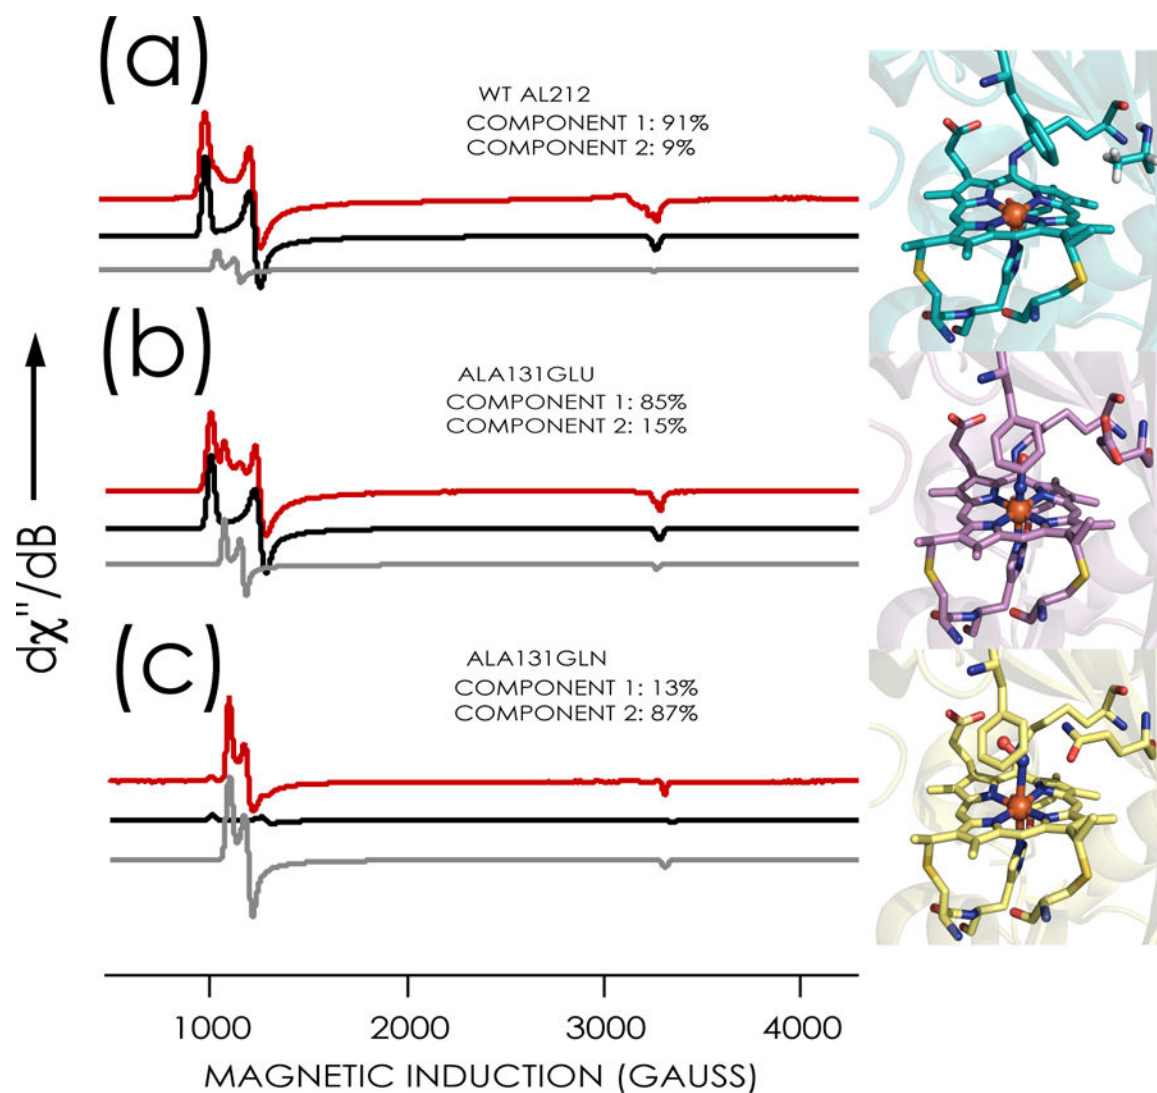 (a)
WT AL212
COMPONENT 1: 91%
COMPONENT 2: 9%
(b)
ALA131GLU
COMPONENT 1: 85%
COMPONENT 2: 15%
(c)
ALA131GLN
COMPONENT 1: 13%
COMPONENT 2: 87%
dχ"/dB
1000 2000 3000 4000
MAGNETIC INDUCTION (GAUSS)